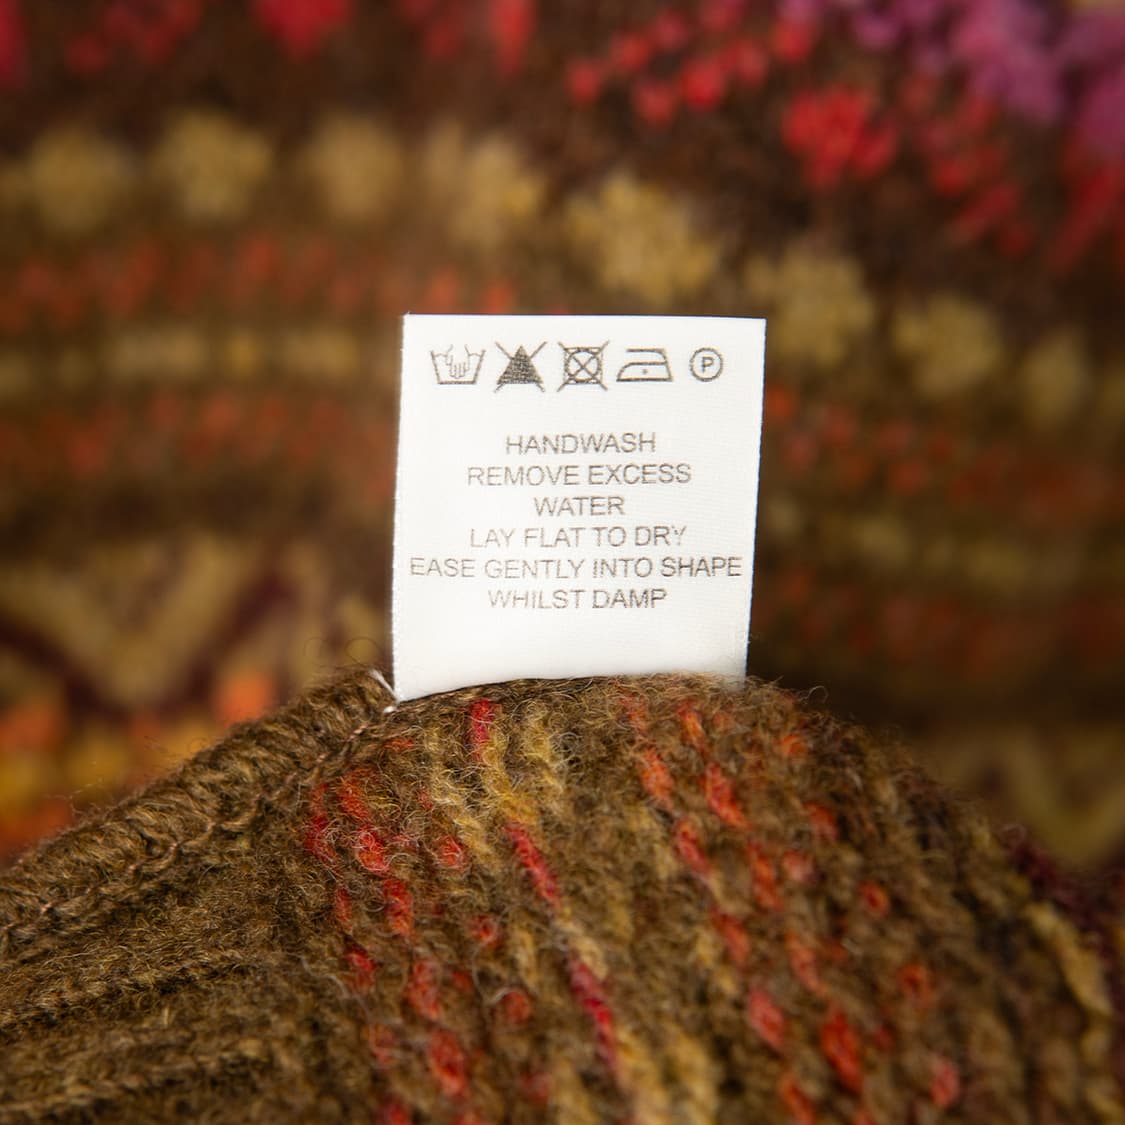 P
HANDWASH
REMOVE EXCESS
WATER
LAY FLAT TO DRY
EASE GENTLY INTO SHAPE
WHILST DAMP